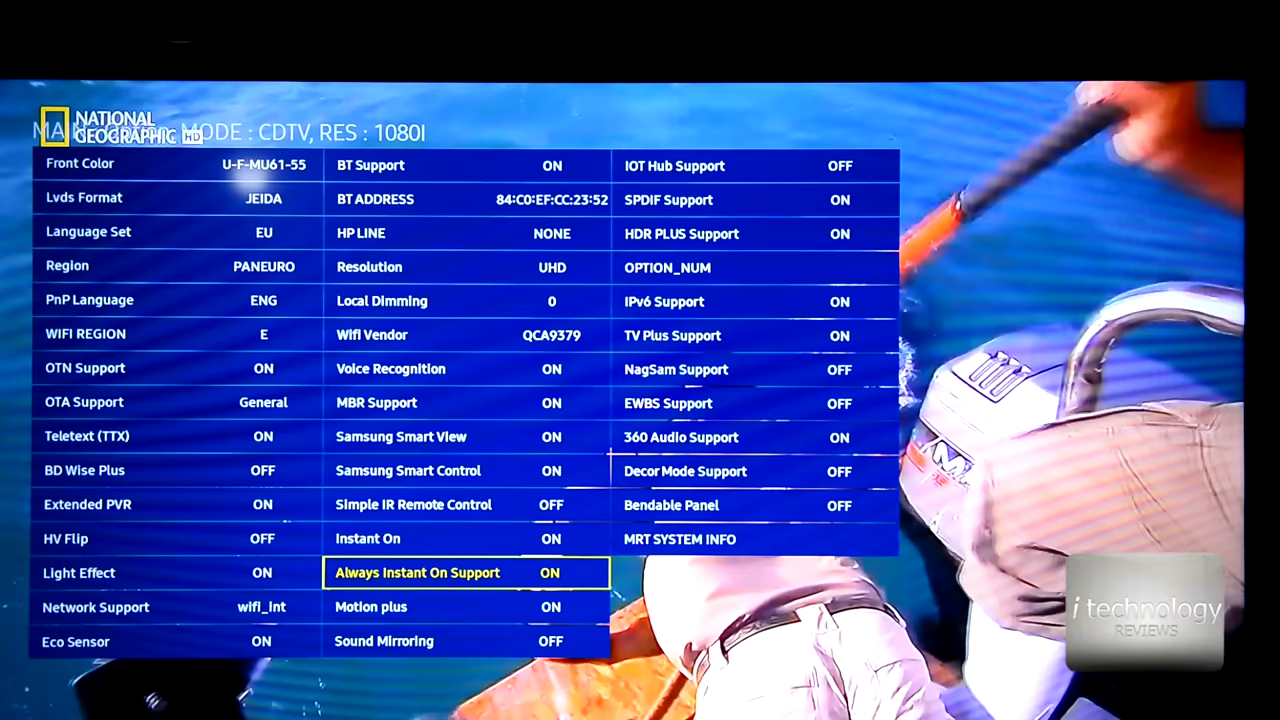 NATIONAL
GEOGRAPHIC HD
MODE : CDTV, RES : 1080I
Front Color U-F-MU61-55 BT Support ON IOT Hub Support OFF
Lvds Format JEIDA BT ADDRESS 84:C0:EF:CC:23:52 SPDIF Support ON
Language Set EU HP LINE NONE HDR PLUS Support ON
Region PANEURO Resolution UHD OPTION_NUM
PnP Language ENG Local Dimming 0 IPv6 Support ON
WIFI REGION E Wifi Vendor QCA9379 TV Plus Support ON
OTN Support ON Voice Recognition ON NagSam Support OFF
OTA Support General MBR Support ON EWBS Support OFF
Teletext (TTX) ON Samsung Smart View ON 360 Audio Support ON
BD Wise Plus OFF Samsung Smart Control ON Decor Mode Support OFF
Extended PVR ON Simple IR Remote Control OFF Bendable Panel OFF
HV Flip OFF Instant On ON MRT SYSTEM INFO
Light Effect ON Always Instant On Support ON
Network Support wifi_int Motion plus ON
Eco Sensor ON Sound Mirroring OFF
i technology
REVIEWS